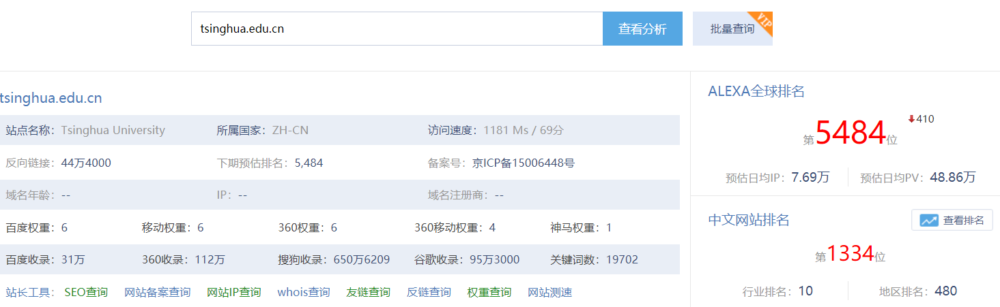 tsinghua.edu.cn 查看分析 批量查询 VIP
tsinghua.edu.cn
站点名称：Tsinghua University 所属国家：ZH-CN 访问速度：1181 Ms / 69分
反向链接：44万4000 下期预估排名：5,484 备案号：京ICP备15006448号
域名年龄：-- IP：-- 域名注册商：--
百度权重：6 移动权重：6 360权重：6 360移动权重：4 神马权重：1
百度收录：31万 360收录：112万 搜狗收录：650万6209 谷歌收录：95万3000 关键词数：19702
站长工具： SEO查询 网站备案查询 网站IP查询 whois查询 友链查询 反链查询 权重查询 网站测速
ALEXA全球排名
第5484位 410
预估日均IP：7.69万 预估日均PV：48.86万
中文网站排名 查看排名
第1334位
行业排名：10 地区排名：480